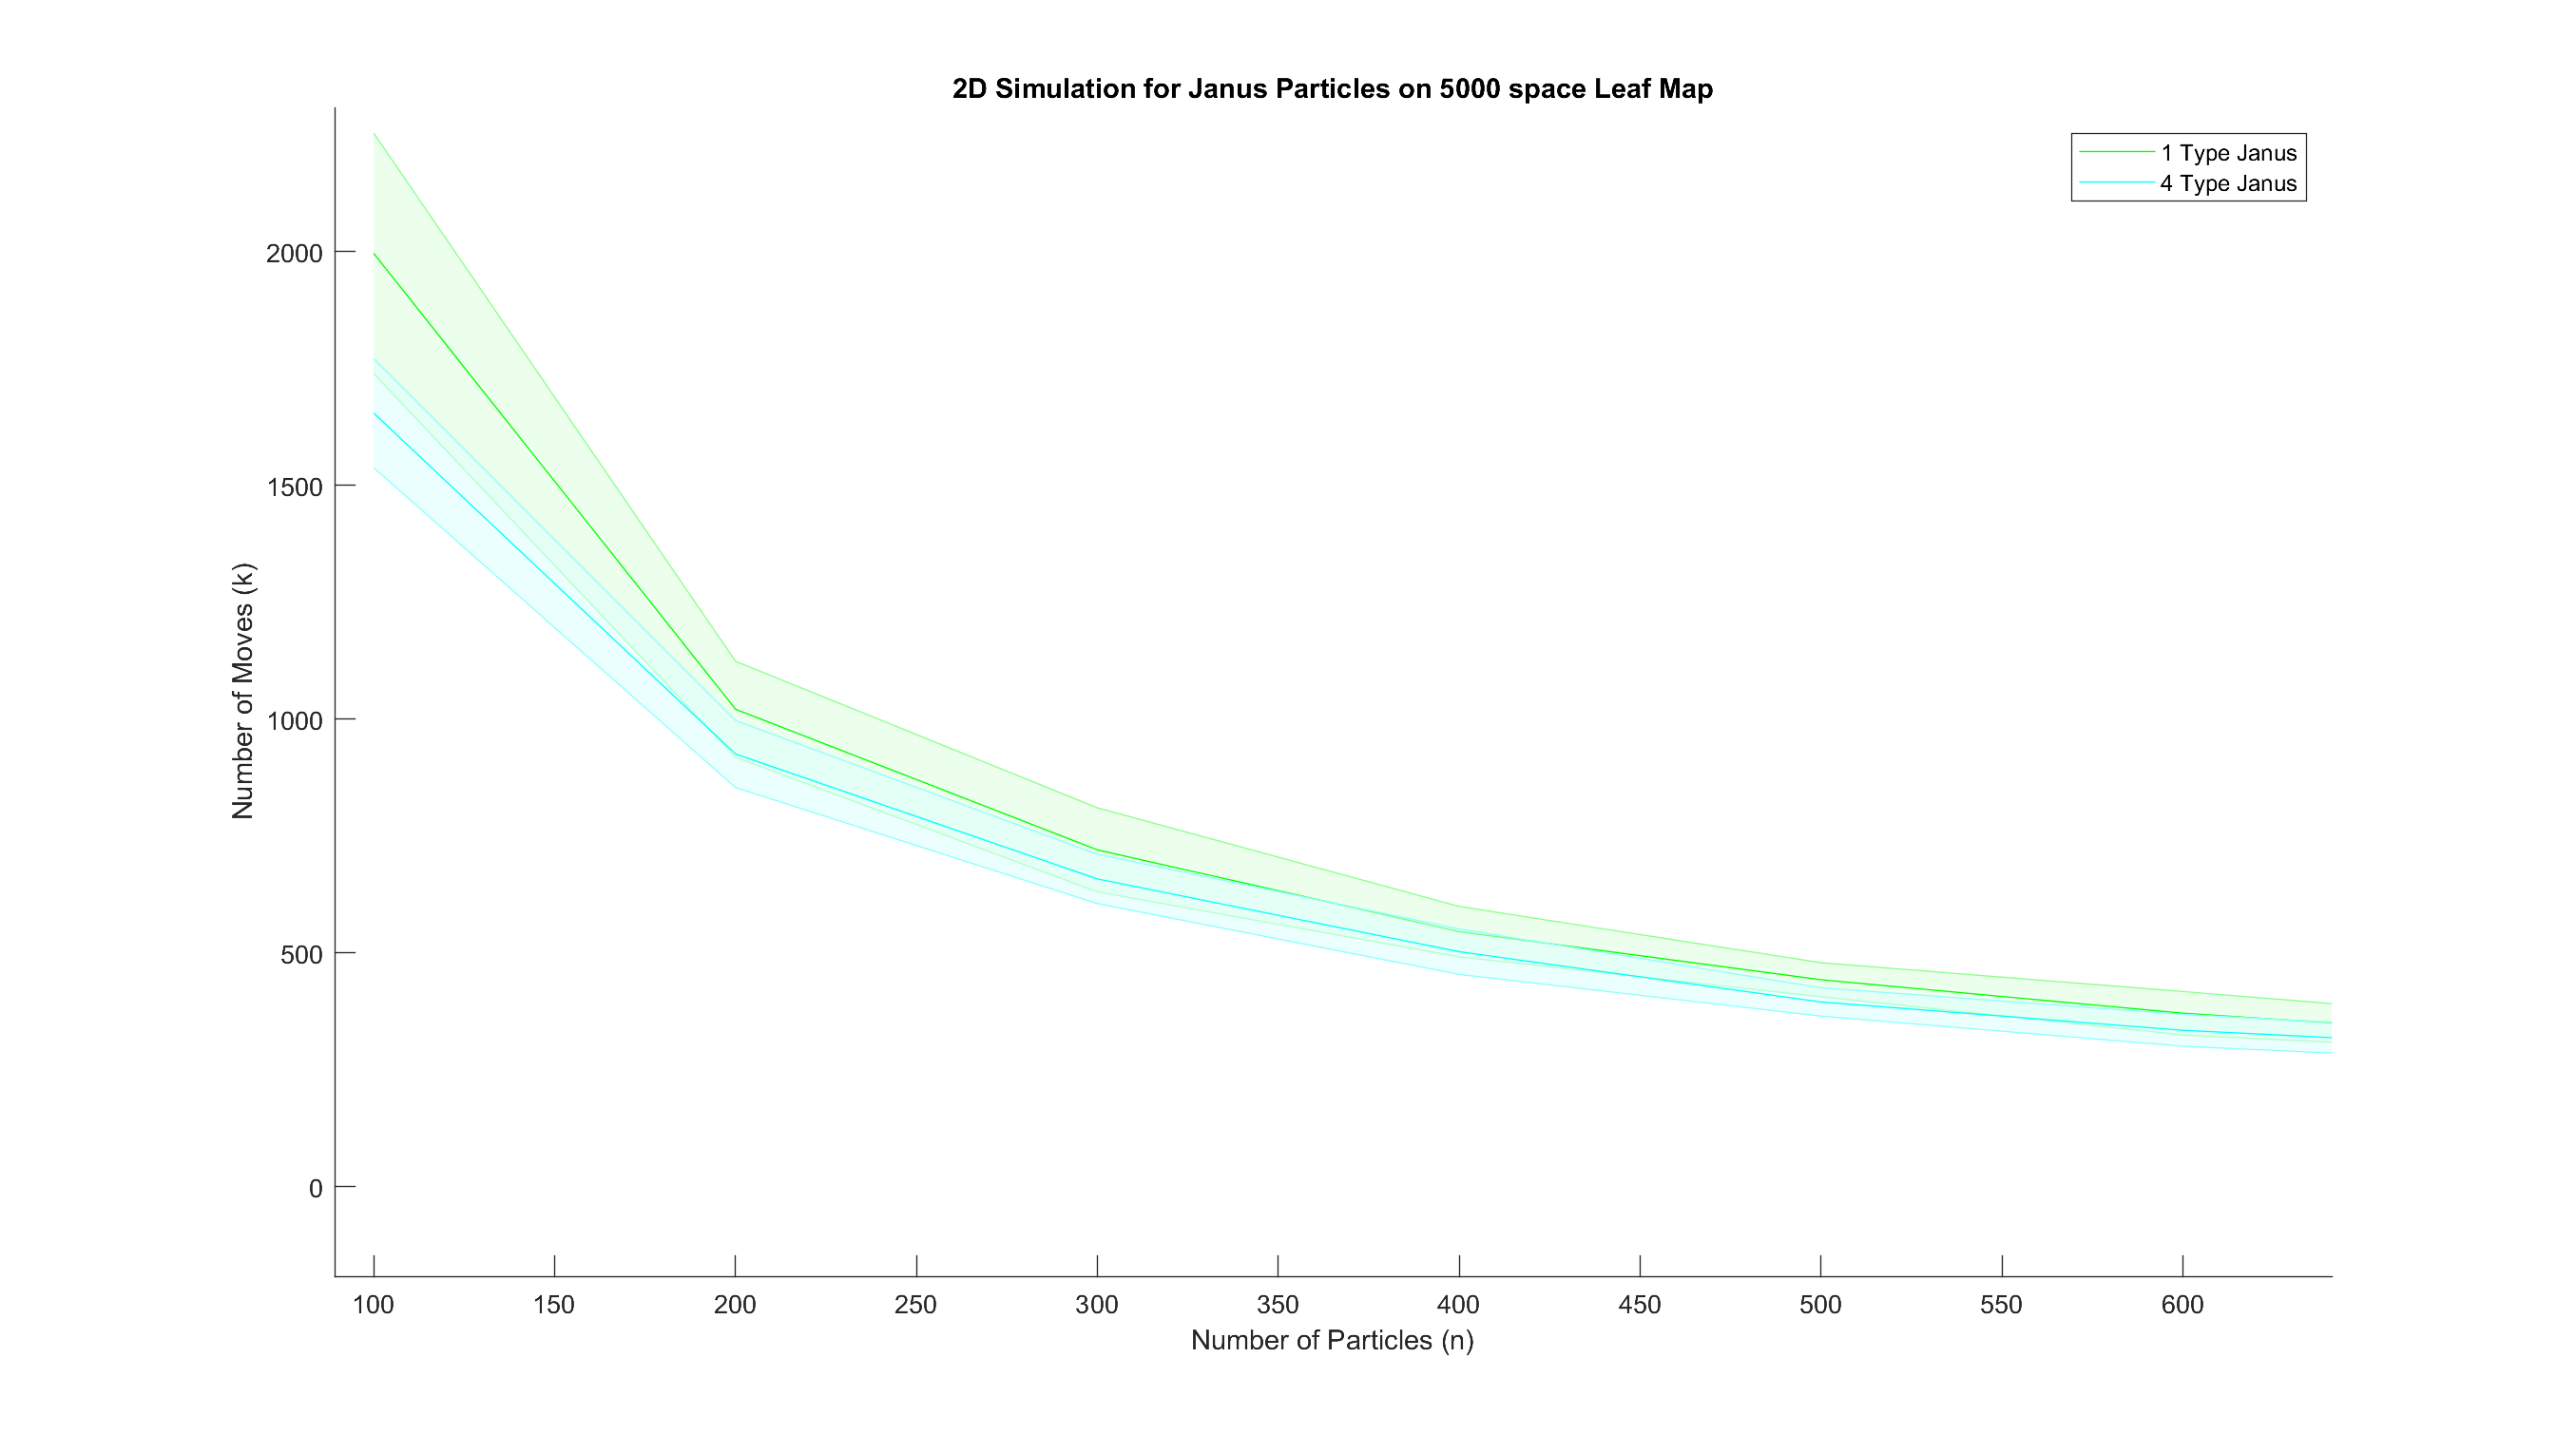 2D Simulation for Janus Particles on 5000 space Leaf Map
1 Type Janus
4 Type Janus
2000
1500
1000
500
0
Number of Moves (k)
100 150 200 250 300 350 400 450 500 550 600
Number of Particles (n)